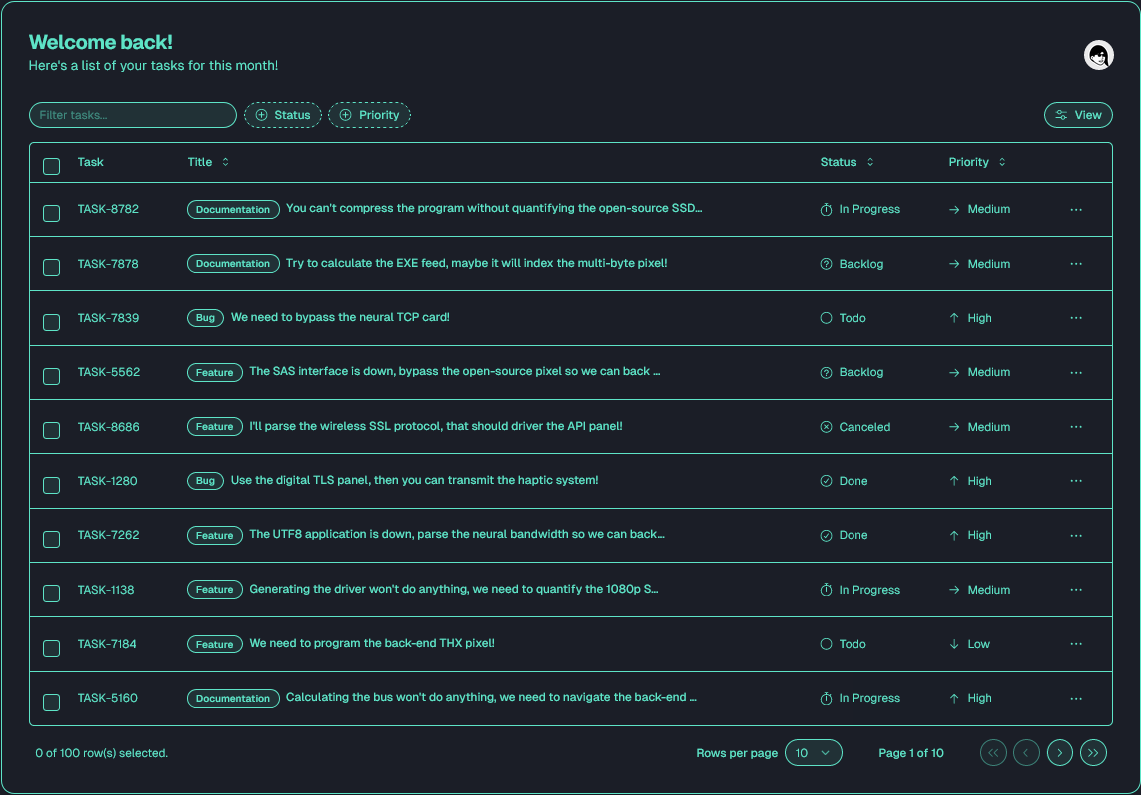 Welcome back!
Here's a list of your tasks for this month!
Filter tasks... Status Priority View
Task Title Status Priority
TASK-8782 Documentation You can't compress the program without quantifying the open-source SSD... In Progress Medium
TASK-7878 Documentation Try to calculate the EXE feed, maybe it will index the multi-byte pixel! Backlog Medium
TASK-7839 Bug We need to bypass the neural TCP card! Todo High
TASK-5562 Feature The SAS interface is down, bypass the open-source pixel so we can back ... Backlog Medium
TASK-8686 Feature I'll parse the wireless SSL protocol, that should driver the API panel! Canceled Medium
TASK-1280 Bug Use the digital TLS panel, then you can transmit the haptic system! Done High
TASK-7262 Feature The UTF8 application is down, parse the neural bandwidth so we can back... Done High
TASK-1138 Feature Generating the driver won't do anything, we need to quantify the 1080p S... In Progress Medium
TASK-7184 Feature We need to program the back-end THX pixel! Todo Low
TASK-5160 Documentation Calculating the bus won't do anything, we need to navigate the back-end ... In Progress High
0 of 100 row(s) selected. Rows per page 10 Page 1 of 10